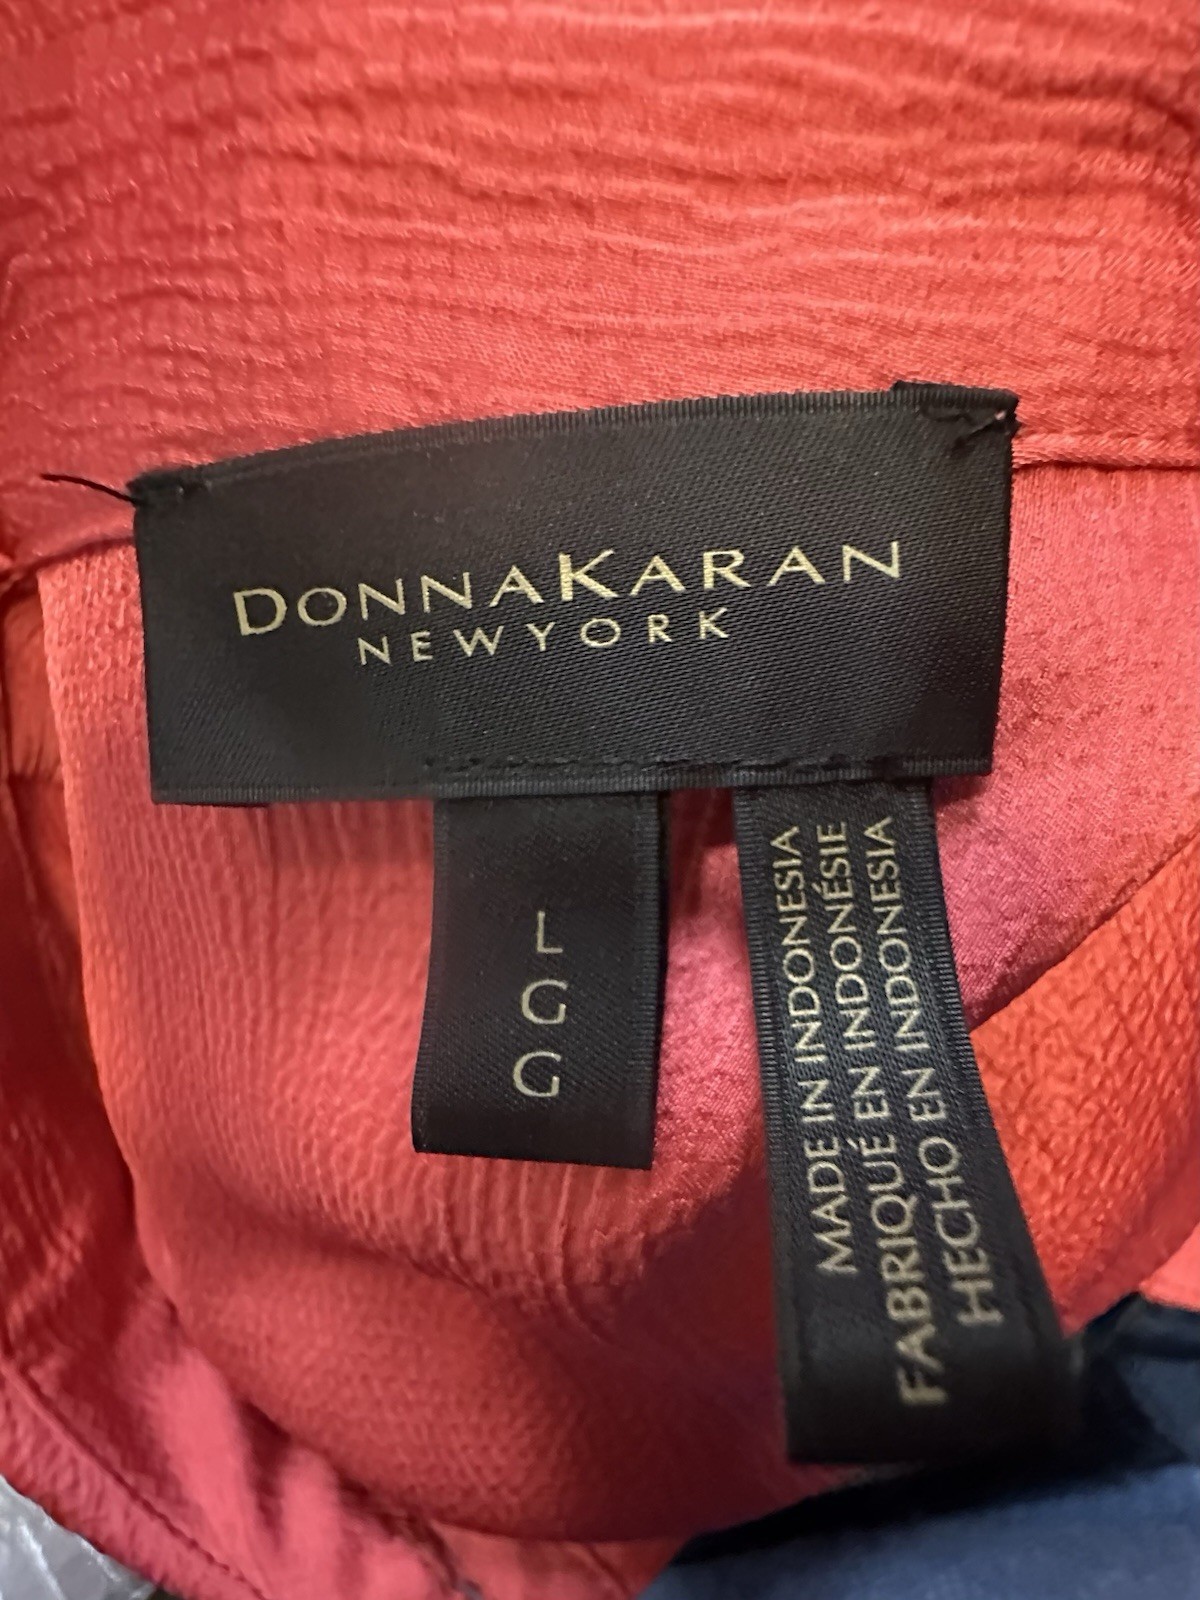 DONNAKARAN
NEWYORK
L
G
G
MADE IN INDONESIA
FABRIQUÉ EN INDONÉSIE
HECHO EN INDONESIA